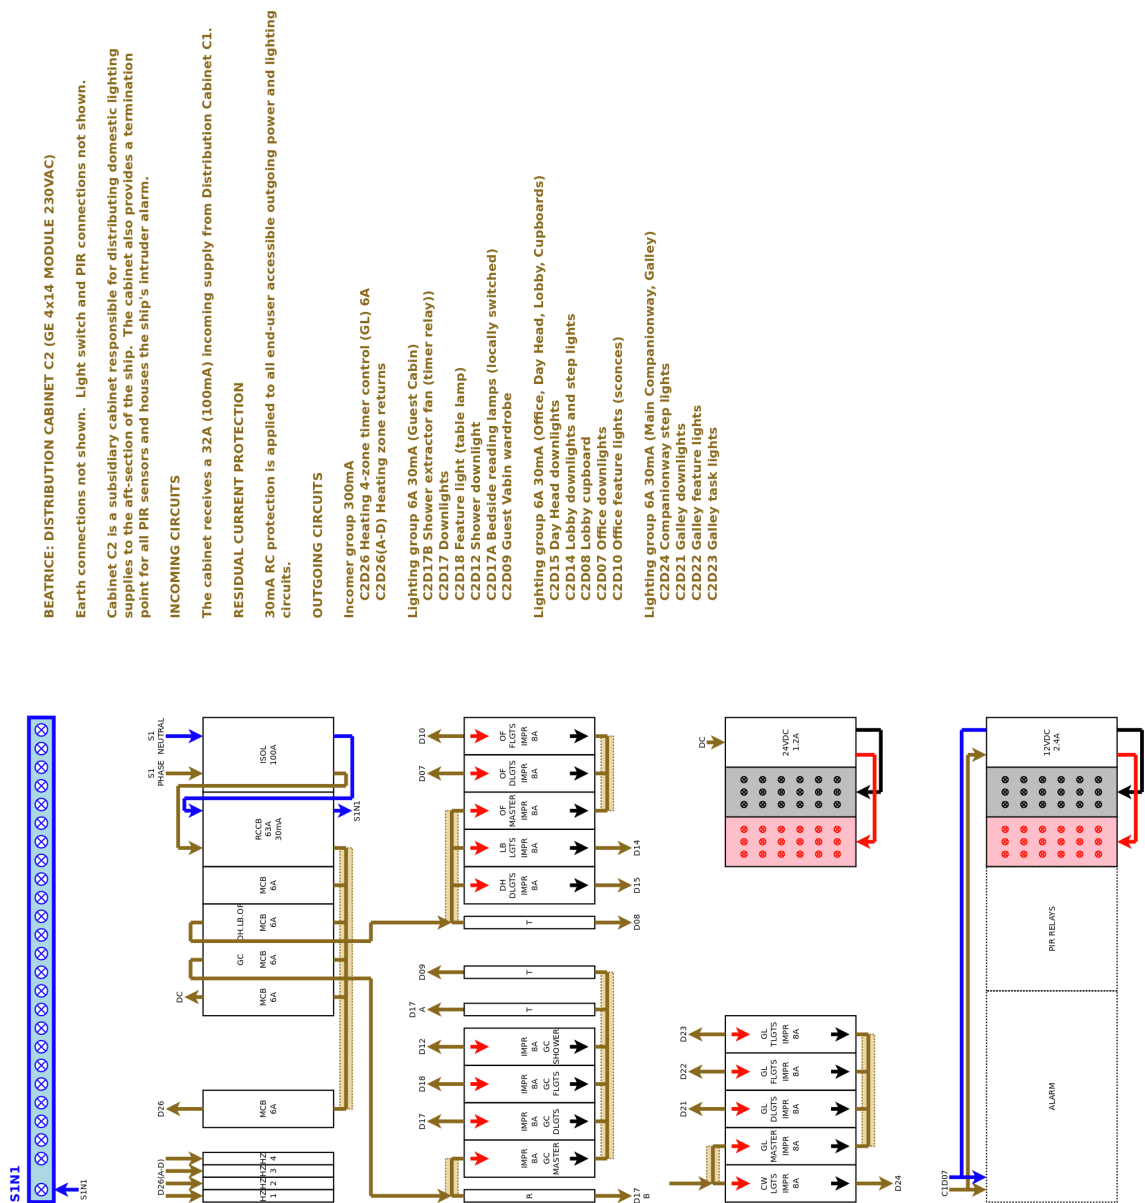 BEATRICE: DISTRIBUTION CABINET C2 (GE 4x14 MODULE 230VAC)
Earth connections not shown.  Light switch and PIR connections not shown.
Cabinet C2 is a subsidiary cabinet responsible for distributing domestic lighting
supplies to the aft-section of the ship.  The cabinet also provides a termination
point for all PIR sensors and houses the ship's intruder alarm.
INCOMING CIRCUITS
The cabinet receives a 32A (100mA) incoming supply from Distribution Cabinet C1.
RESIDUAL CURRENT PROTECTION
30mA RC protection is applied to all end-user accessible outgoing power and lighting
circuits.
OUTGOING CIRCUITS
Incomer group 300mA
C2D26 Heating 4-zone timer control (GL) 6A
C2D26(A-D) Heating zone returns
Lighting group 6A 30mA (Guest Cabin)
C2D17B Shower extractor fan (timer relay))
C2D17 Downlights
C2D18 Feature light (table lamp)
C2D12 Shower downlight
C2D17A Bedside reading lamps (locally switched)
C2D09 Guest Vabin wardrobe
Lighting group 6A 30mA (Office, Day Head, Lobby, Cupboards)
C2D15 Day Head downlights
C2D14 Lobby downlights and step lights
C2D08 Lobby cupboard
C2D07 Office downlights
C2D10 Office feature lights (sconces)
Lighting group 6A 30mA (Main Companionway, Galley)
C2D24 Companionway step lights
C2D21 Galley downlights
C2D22 Galley feature lights
C2D23 Galley task lights
S1N1
S1N1
D26(A-D)
HZ 1
HZ 2
HZ 3
HZ 4
D26
MCB
6A
DC
MCB
6A
GC
MCB
6A
DH.LB.OF
MCB
6A
MCB
6A
RCCB
63A
30mA
S1N1
S1
PHASE
S1
NEUTRAL
ISOL
100A
R
D17
B
IMPR
8A
GC
MASTER
D17
IMPR
8A
GC
DLGTS
D18
IMPR
8A
GC
FLGTS
D12
IMPR
8A
GC
SHOWER
D17
A
T
D09
T
T
D08
DH
DLGTS
IMPR
8A
D15
LB
LGTS
IMPR
8A
D14
OF
MASTER
IMPR
8A
D07
OF
DLGTS
IMPR
8A
D10
OF
FLGTS
IMPR
8A
CW
LGTS
IMPR
8A
D24
GL
MASTER
IMPR
8A
D21
GL
DLGTS
IMPR
8A
D22
GL
FLGTS
IMPR
8A
D23
GL
TLGTS
IMPR
8A
DC
24VDC
1.2A
C1D07
ALARM
PIR RELAYS
12VDC
2.4A